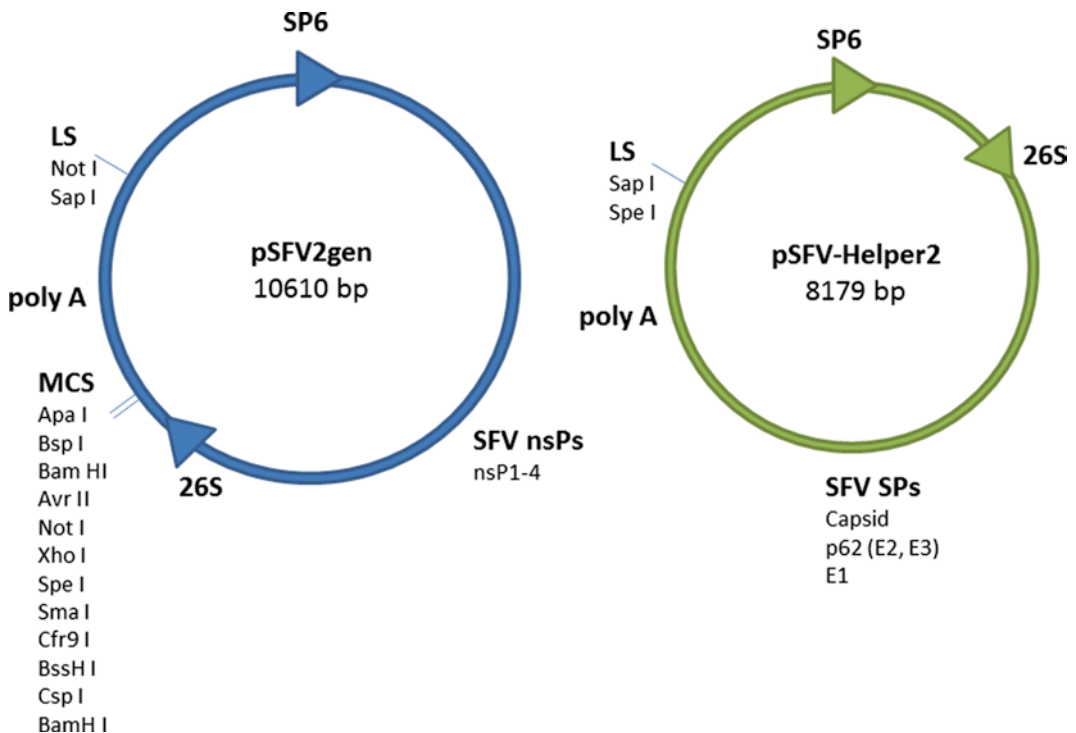 SP6
LS
Not I
Sap I
pSFV2gen
10610 bp
poly A
MCS
Apa I
Bsp I
Bam HI
Avr II
Not I
Xho I
Spe I
Sma I
Cfr9 I
BssH I
Csp I
BamH I
26S
SFV nsPs
nsP1-4
SP6
26S
LS
Sap I
Spe I
pSFV-Helper2
8179 bp
poly A
SFV SPs
Capsid
p62 (E2, E3)
E1